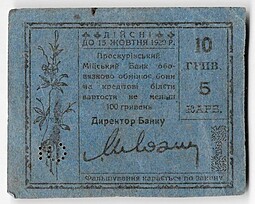 ДІЙСНІ
ДО 15 ЖОВТНЯ 1920 Р.
Проскурівський
Міський Банк обо-
вязково обмінює бони
на кредитові білети
вартости не меньш
100 гривень
Директор Банку
10
ГРИВ.
5
КАРБ.
Фальшування карається по закону